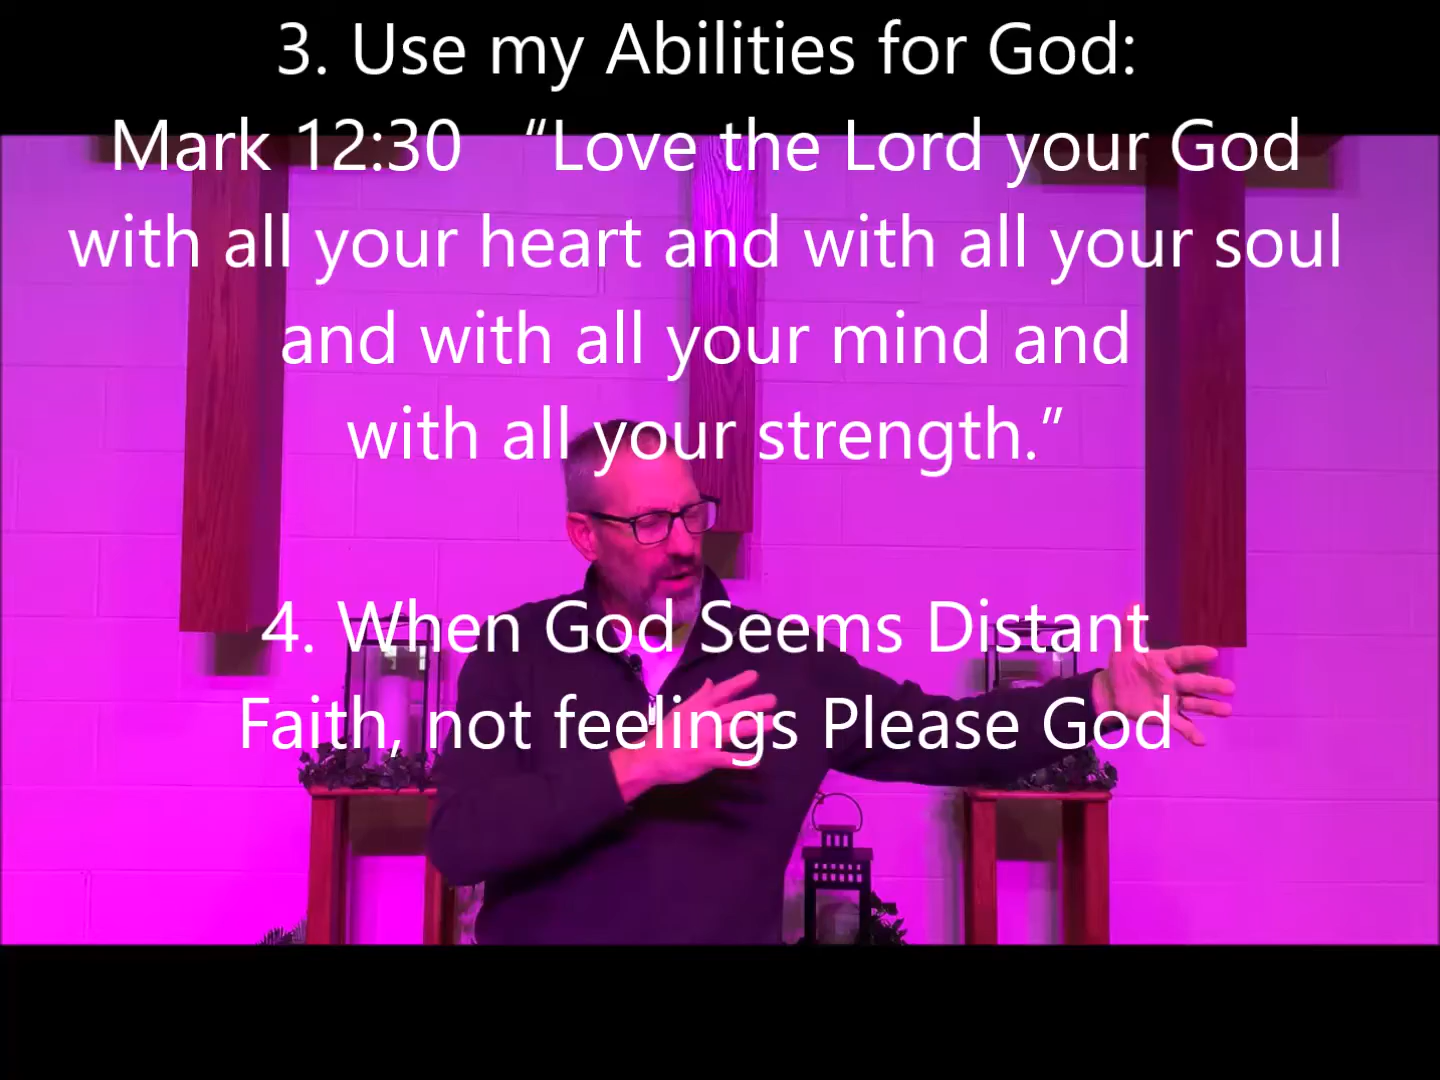 3. Use my Abilities for God:
Mark 12:30 “Love the Lord your God
with all your heart and with all your soul
and with all your mind and
with all your strength.”
4. When God Seems Distant
Faith, not feelings Please God